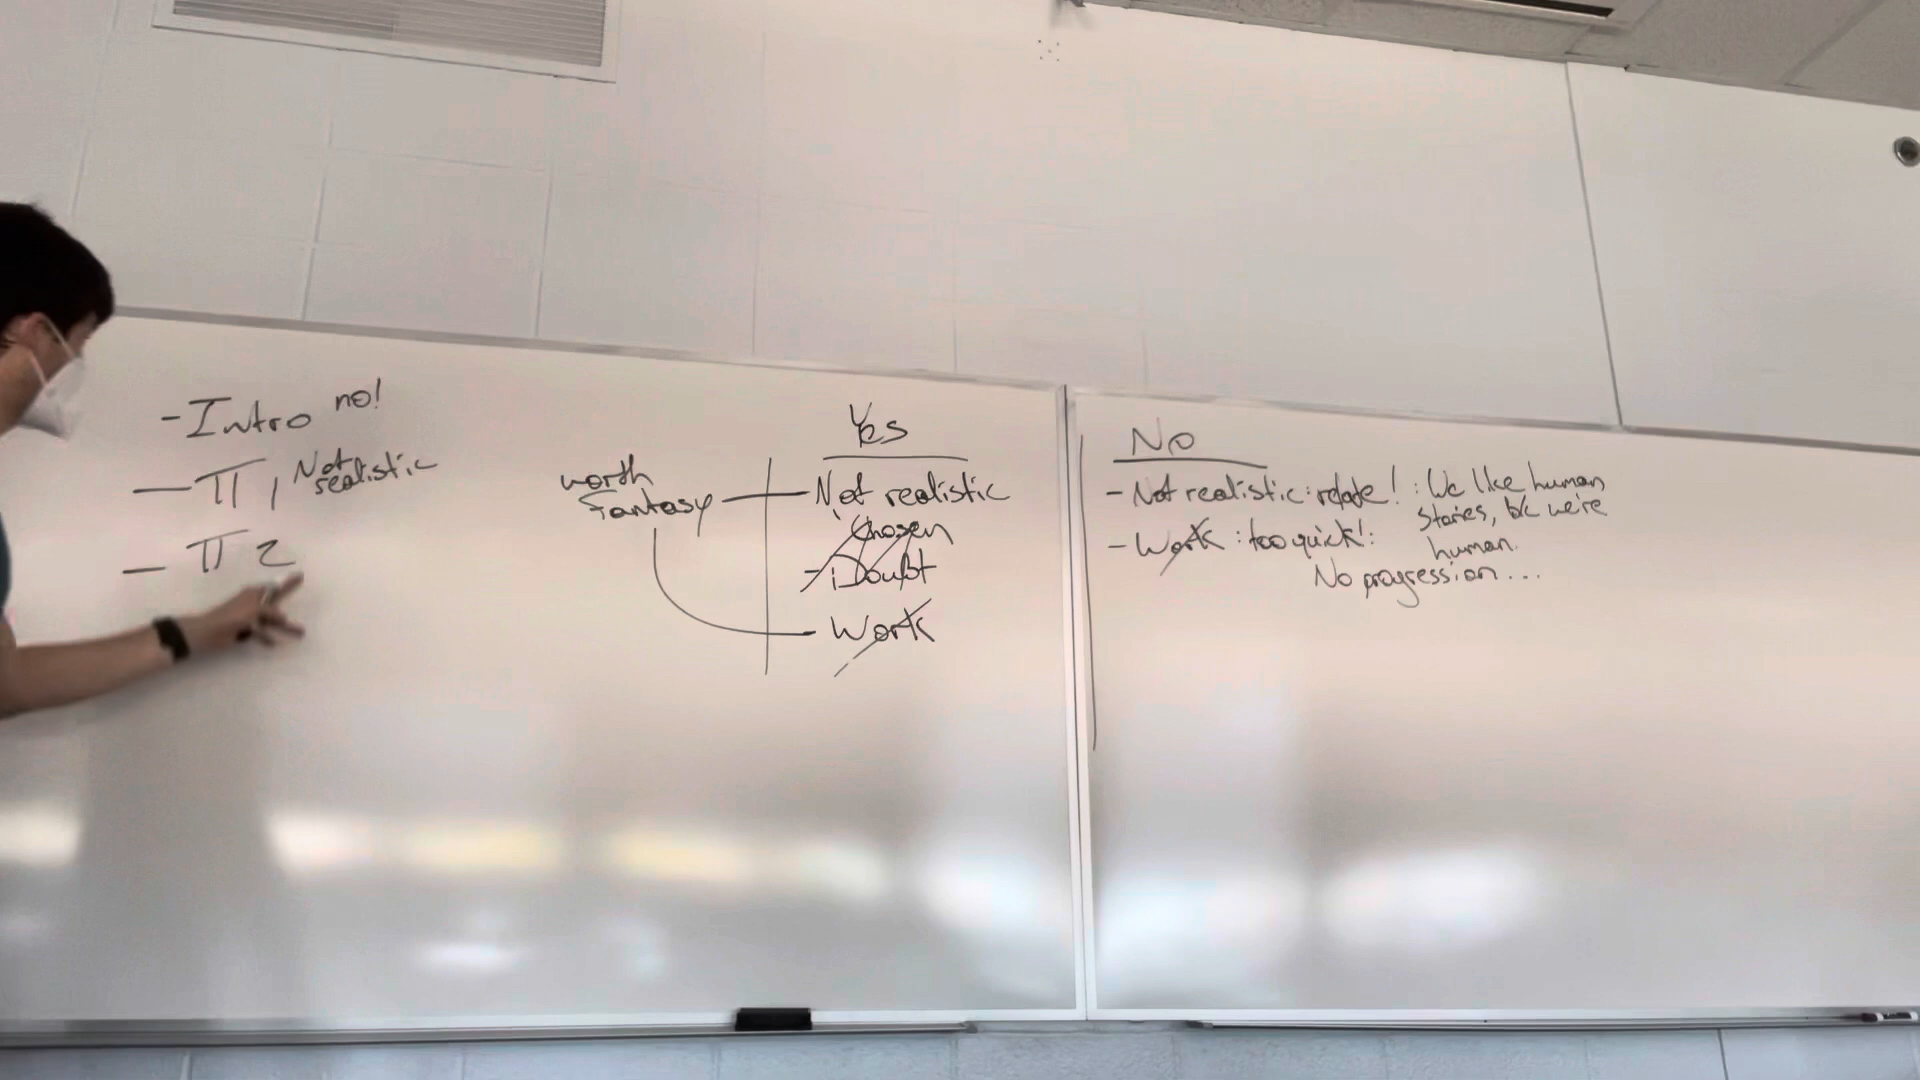 - Intro no!
— ¶1 Not realistic
— ¶2
Yes
worth
fantasy
Not realistic
Chosen
- Doubt
- Work
No
- Not realistic: relate! : We like human
stories, b/c we're
human.
- Work : too quick! :
No progression...